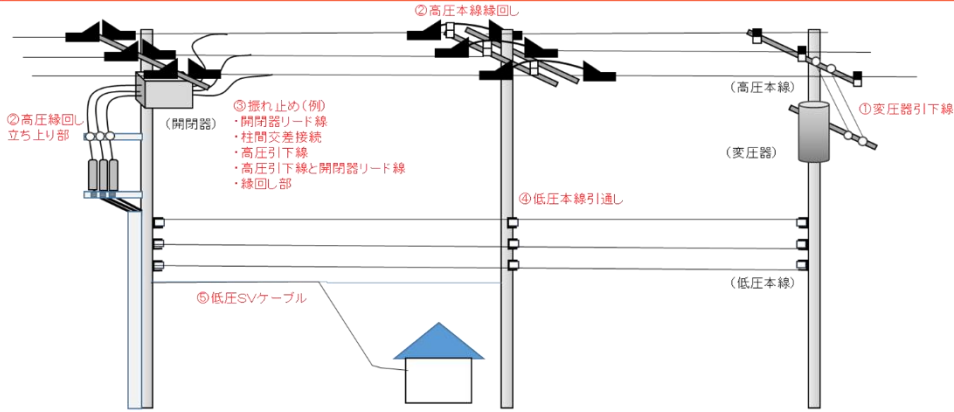 ②高圧本線縁回し
(高圧本線)
①変圧器引下線
②高圧縁回し
立ち上り部
(開閉器)
③振れ止め(例)
・開閉器リード線
・柱間交差接続
・高圧引下線
・高圧引下線と開閉器リード線
・縁回し部
(変圧器)
④低圧本線引通し
(低圧本線)
⑤低圧SVケーブル